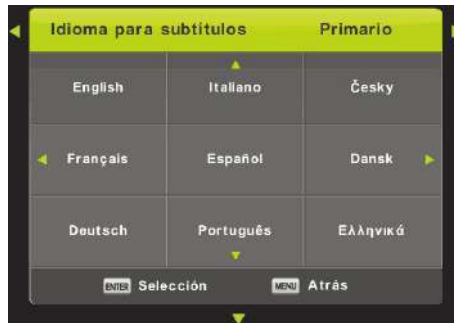 Idioma para subtítulos Primario
English Italiano Česky
Français Español Dansk
Deutsch Português Ελληνικά
ENTER Selección MENU Atrás